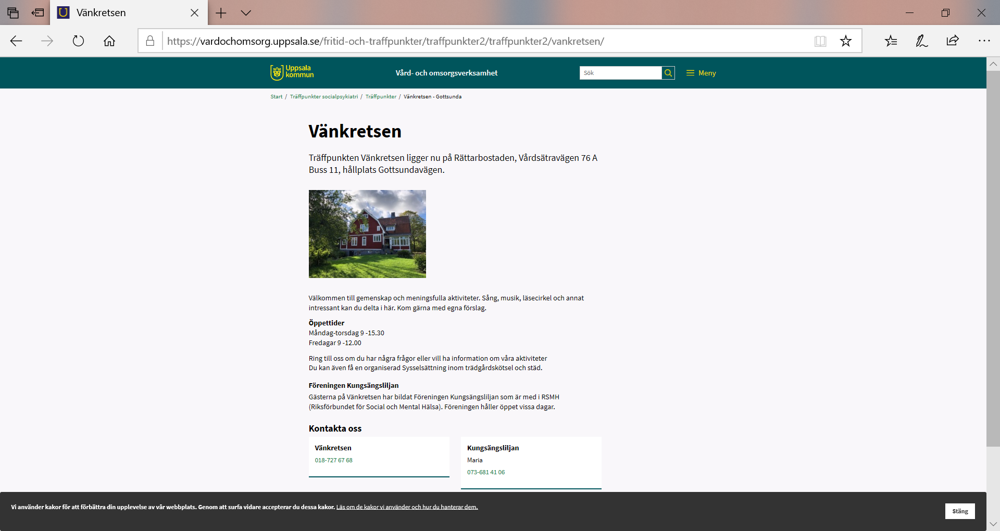 Vänkretsen
https://vardochomsorg.uppsala.se/fritid-och-traffpunkter/traffpunkter2/traffpunkter2/vankretsen/
Uppsala
kommun
Vård- och omsorgsverksamhet
Sök
Meny
Start / Träffpunkter socialpsykiatri / Träffpunkter / Vänkretsen - Gottsunda
Vänkretsen
Träffpunkten Vänkretsen ligger nu på Rättarbostaden, Vårdsätravägen 76 A
Buss 11, hållplats Gottsundavägen.
Välkommen till gemenskap och meningsfulla aktiviteter. Sång, musik, läsecirkel och annat
intressant kan du delta i här. Kom gärna med egna förslag.
Öppettider
Måndag-torsdag 9 -15.30
Fredagar 9 -12.00
Ring till oss om du har några frågor eller vill ha information om våra aktiviteter
Du kan även få en organiserad Sysselsättning inom trädgårdskötsel och städ.
Föreningen Kungsängsliljan
Gästerna på Vänkretsen har bildat Föreningen Kungsängsliljan som är med i RSMH
(Riksförbundet för Social och Mental Hälsa). Föreningen håller öppet vissa dagar.
Kontakta oss
Vänkretsen
018-727 67 68
Kungsängsliljan
Maria
073-681 41 06
Vi använder kakor för att förbättra din upplevelse av vår webbplats. Genom att surfa vidare accepterar du dessa kakor. Läs om de kakor vi använder och hur du hanterar dem.
Stäng